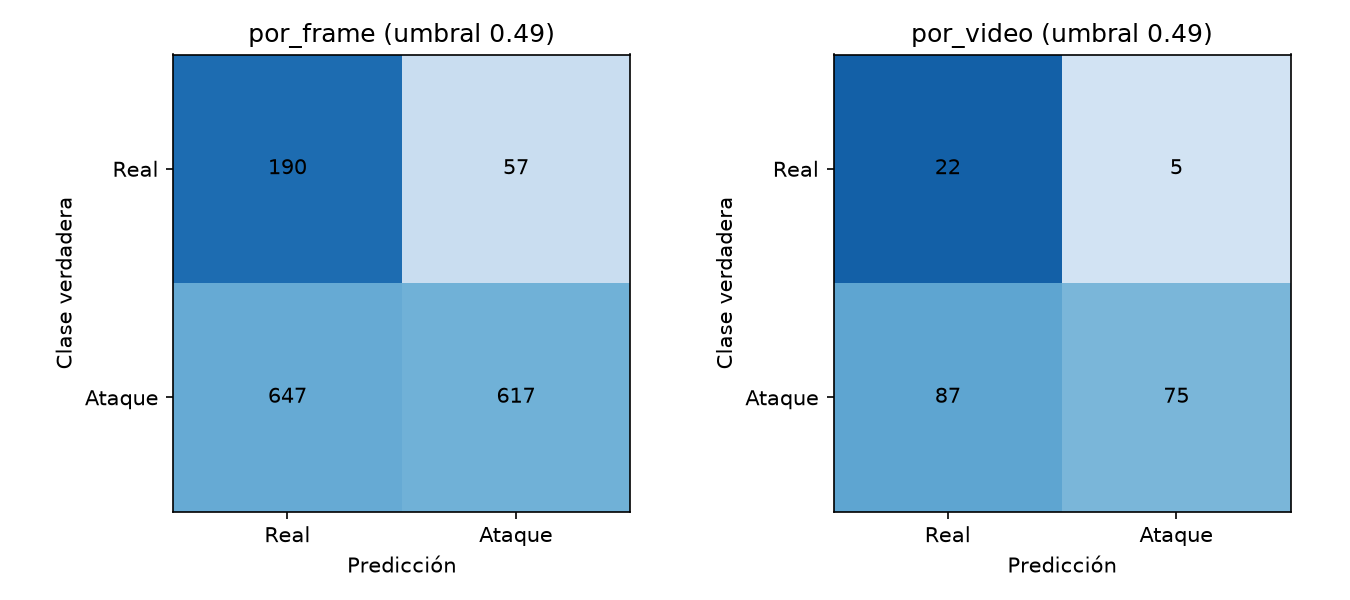 por_frame (umbral 0.49)
Clase verdadera
Real
190
57
Ataque
647
617
Real
Ataque
Predicción
por_video (umbral 0.49)
Clase verdadera
Real
22
5
Ataque
87
75
Real
Ataque
Predicción